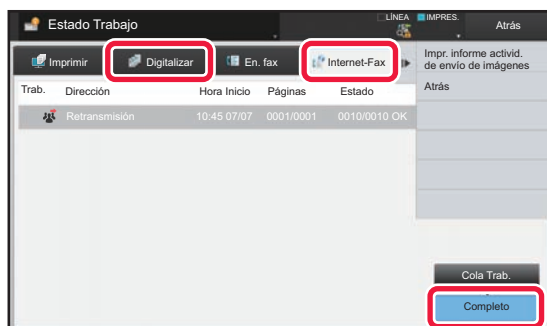 Estado Trabajo
LÍNEA
IMPRES.
Atrás
Imprimir
Digitalizar
En. fax
Internet-Fax
Impr. informe activid.
de envío de imágenes
Atrás
Trab. Dirección Hora Inicio Páginas Estado
Retransmisión 10:45 07/07 0001/0001 0010/0010 OK
Cola Trab.
Completo